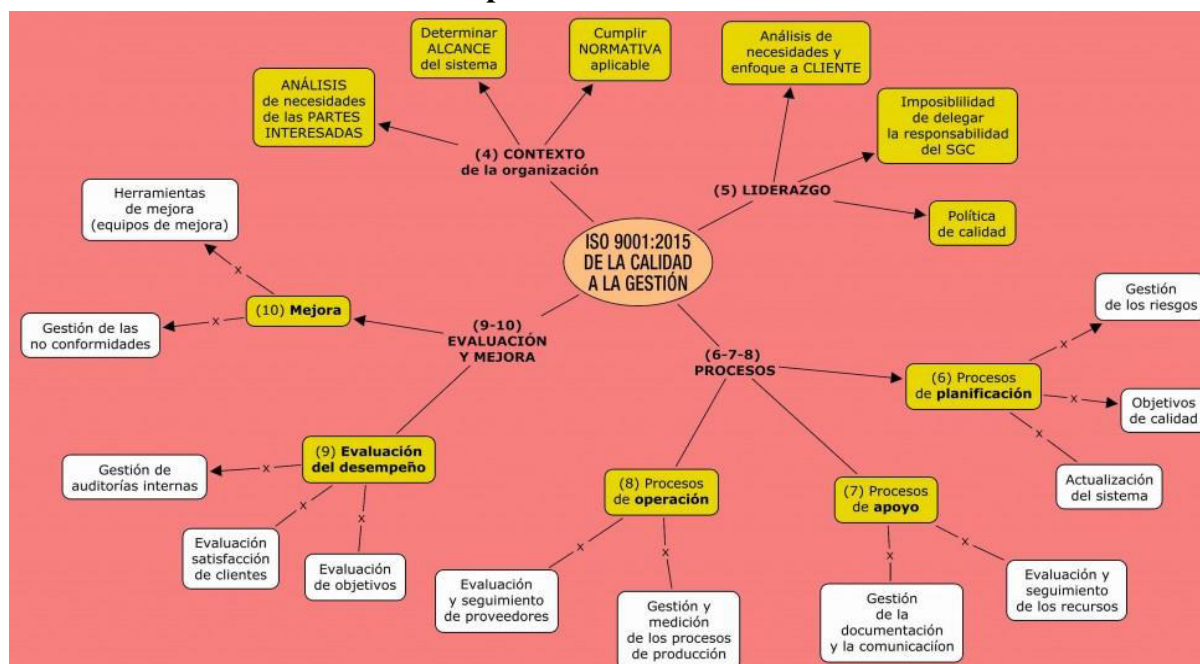 Determinar
ALCANCE
del sistema
Cumplir
NORMATIVA
aplicable
Análisis de
necesidades y
enfoque a CLIENTE
ANÁLISIS
de necesidades
de las PARTES
INTERESADAS
Imposiblilidad
de delegar
la responsabilidad
del SGC
(4) CONTEXTO
de la organización
(5) LIDERAZGO
Política
de calidad
Herramientas
de mejora
(equipos de mejora)
ISO 9001:2015
DE LA CALIDAD
A LA GESTIÓN
x
(10) Mejora
x
Gestión de las
no conformidades
(9-10)
EVALUACIÓN
Y MEJORA
(6-7-8)
PROCESOS
Gestión
de los riesgos
x
(6) Procesos
de planificación
x
Objetivos
de calidad
x
Actualización
del sistema
(9) Evaluación
del desempeño
x
Gestión de
auditorías internas
x
Evaluación
satisfacción
de clientes
x
Evaluación
de objetivos
(8) Procesos
de operación
x
Evaluación
y seguimiento
de proveedores
x
Gestión y
medición
de los procesos
de producción
(7) Procesos
de apoyo
x
Gestión
de la
documentación
y la comunicaciíon
x
Evaluación y
seguimiento
de los recursos